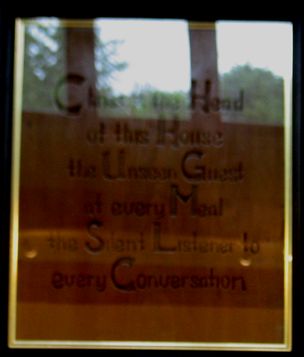 Christ is the Head
of this House
the Unseen Guest
at every Meal
the Silent Listener to
every Conversation